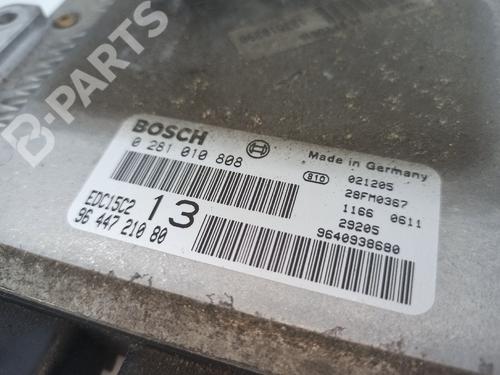 B-PARTS
BOSCH
0 281 010 808
Made in Germany
810
021205
28FM0367
1166 0611
29205
9640938680
EDC15C2
13
96 447 210 80